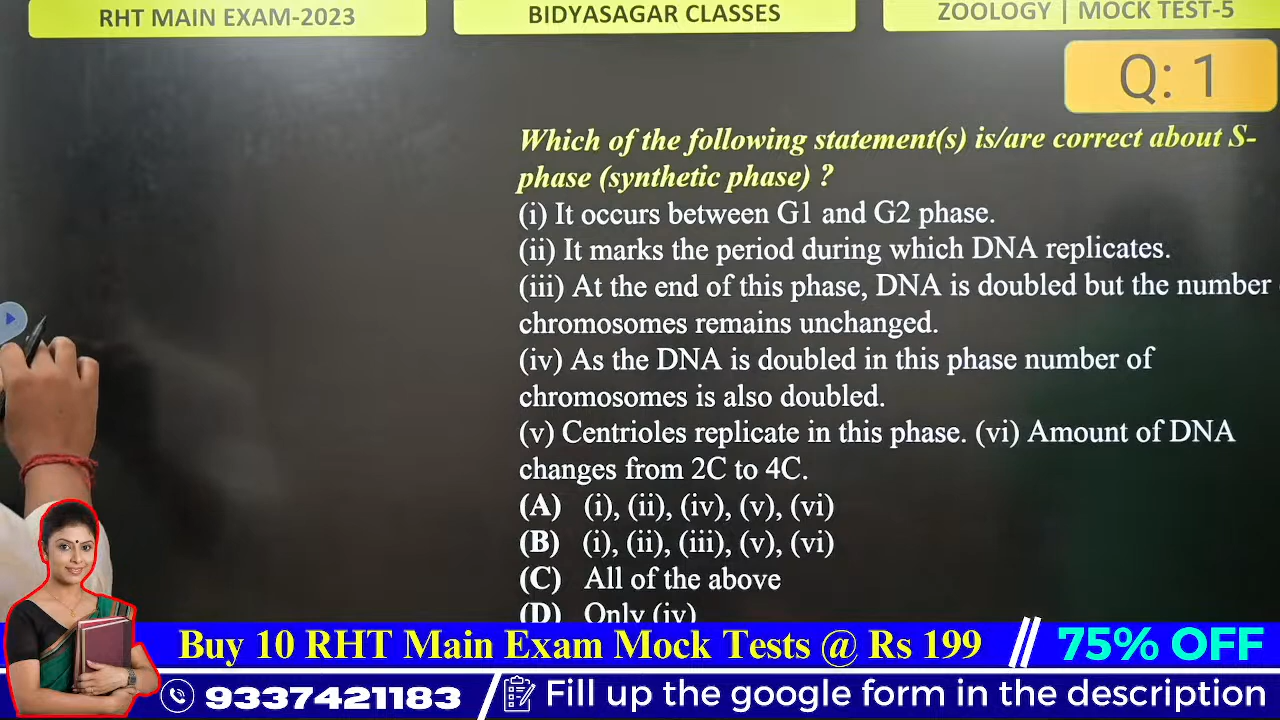 RHT MAIN EXAM-2023
BIDYASAGAR CLASSES
ZOOLOGY | MOCK TEST-5
Q: 1
Which of the following statement(s) is/are correct about S-
phase (synthetic phase) ?
(i) It occurs between G1 and G2 phase.
(ii) It marks the period during which DNA replicates.
(iii) At the end of this phase, DNA is doubled but the number
chromosomes remains unchanged.
(iv) As the DNA is doubled in this phase number of
chromosomes is also doubled.
(v) Centrioles replicate in this phase. (vi) Amount of DNA
changes from 2C to 4C.
(A) (i), (ii), (iv), (v), (vi)
(B) (i), (ii), (iii), (v), (vi)
(C) All of the above
(D) Only (iv)
Buy 10 RHT Main Exam Mock Tests @ Rs 199 // 75% OFF
9337421183 / Fill up the google form in the description